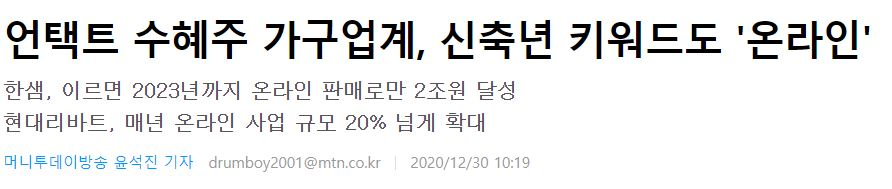 언택트 수혜주 가구업계, 신축년 키워드도 '온라인'
한샘, 이르면 2023년까지 온라인 판매로만 2조원 달성
현대리바트, 매년 온라인 사업 규모 20% 넘게 확대
머니투데이방송 윤석진 기자 drumboy2001@mtn.co.kr | 2020/12/30 10:19